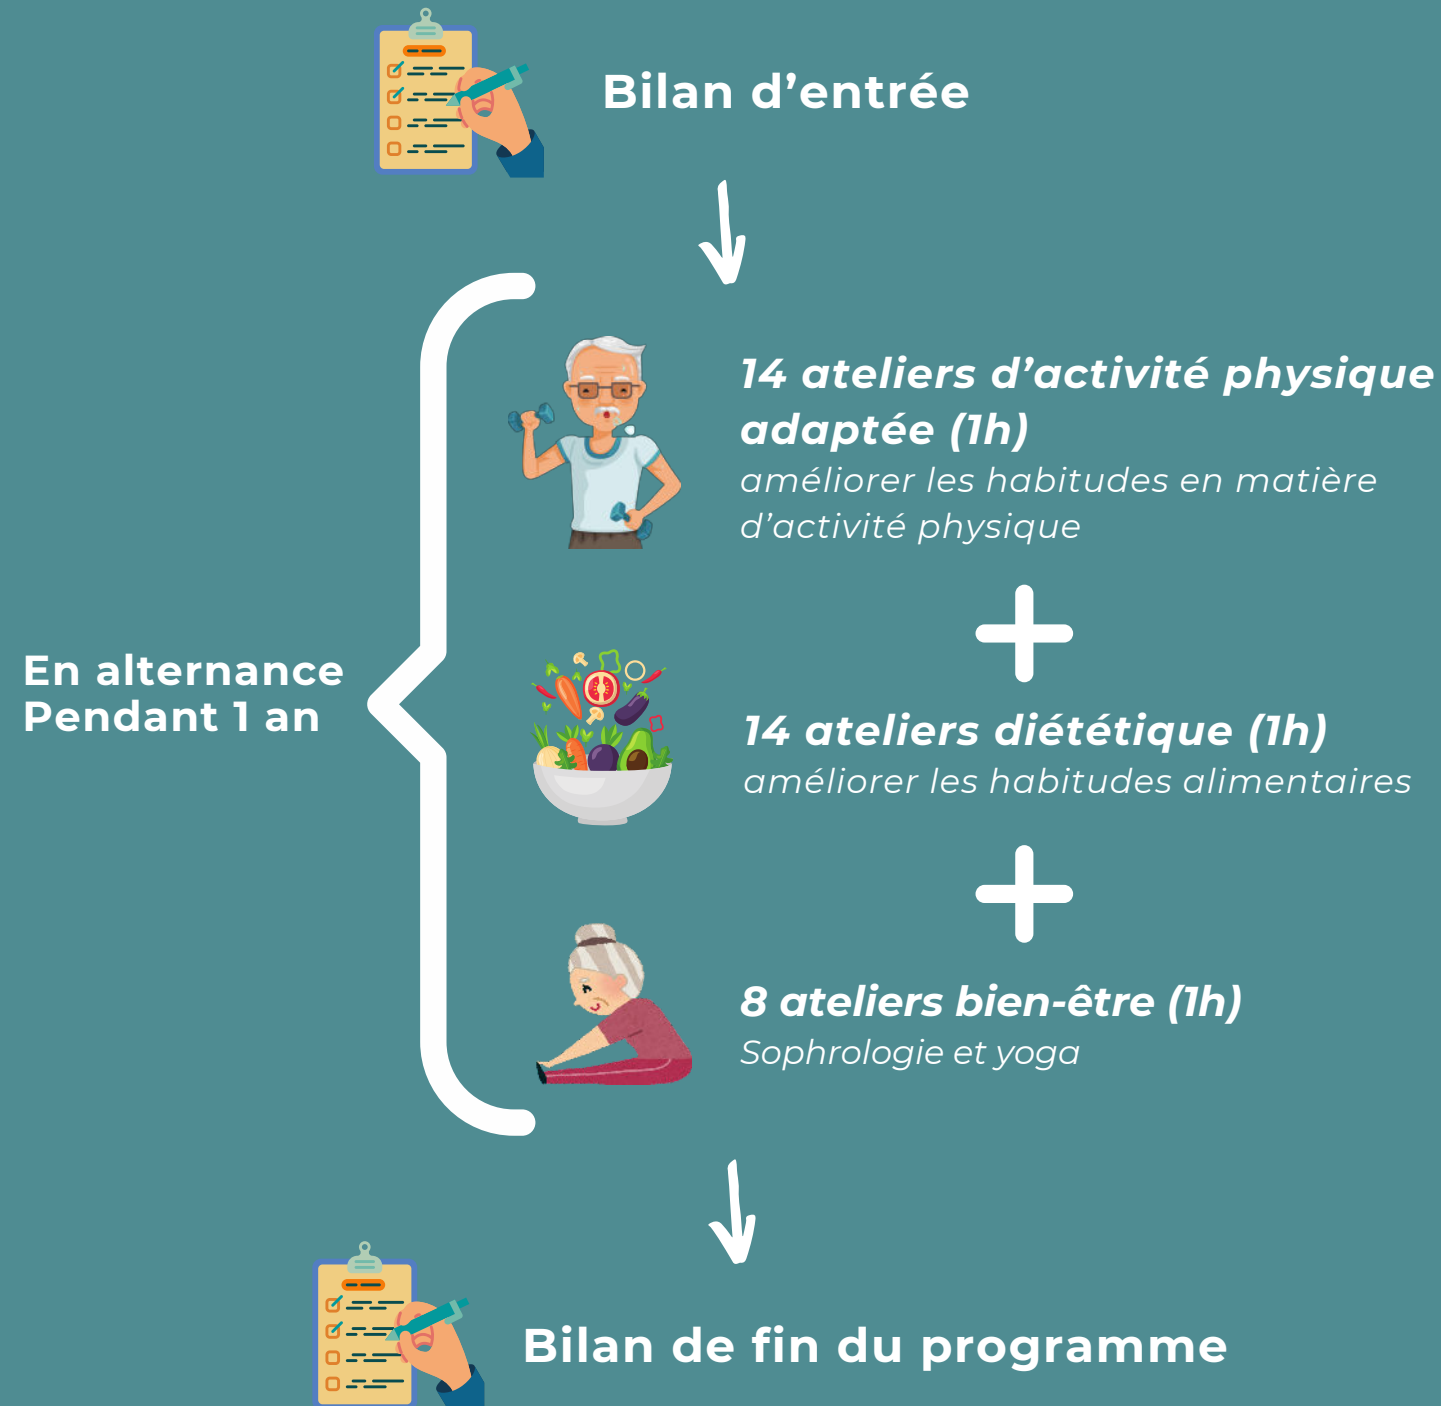 Bilan d’entrée
14 ateliers d’activité physique
adaptée (1h)
améliorer les habitudes en matière
d’activité physique
En alternance
Pendant 1 an
14 ateliers diététique (1h)
améliorer les habitudes alimentaires
8 ateliers bien-être (1h)
Sophrologie et yoga
Bilan de fin du programme